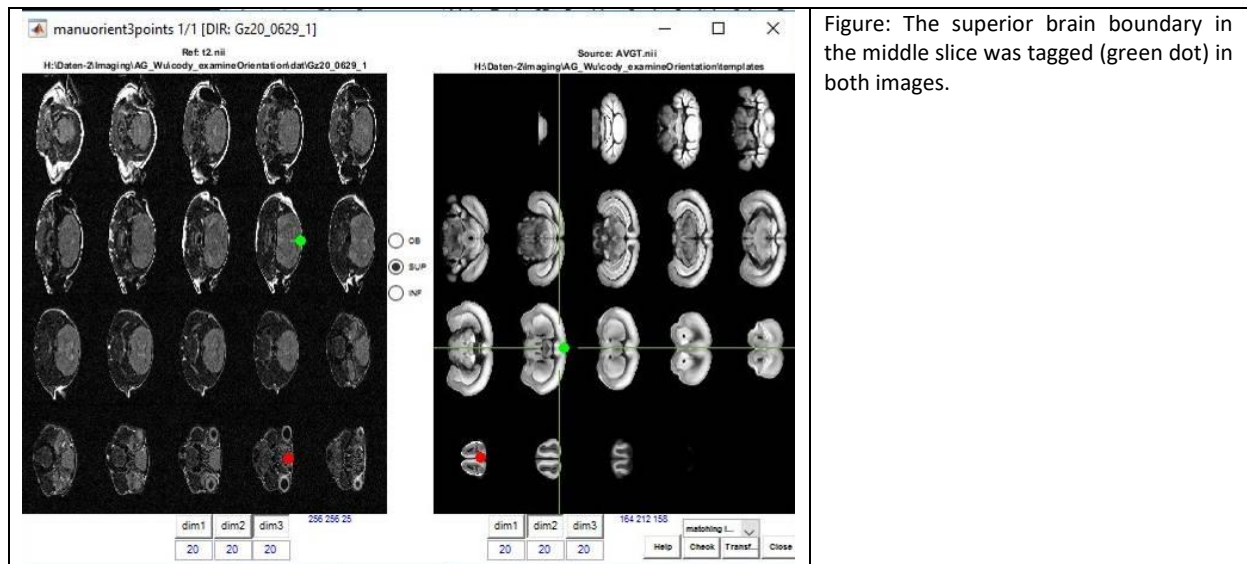 manuorient3points 1/1 [DIR: Gz20_0629_1]
Ref: t2.nii
H:\Daten-2\Imaging\AG_Wu\cody_examineOrientation\dat\Gz20_0629_1
Source: AVGT.nii
H:\Daten-2\Imaging\AG_Wu\cody_examineOrientation\templates
OB
SUP
INF
dim1 dim2 dim3 256 256 25
20 20 20
dim1 dim2 dim3 164 212 158
20 20 20
matching i...
Help Check Transf... Close
Figure: The superior brain boundary in
the middle slice was tagged (green dot) in
both images.